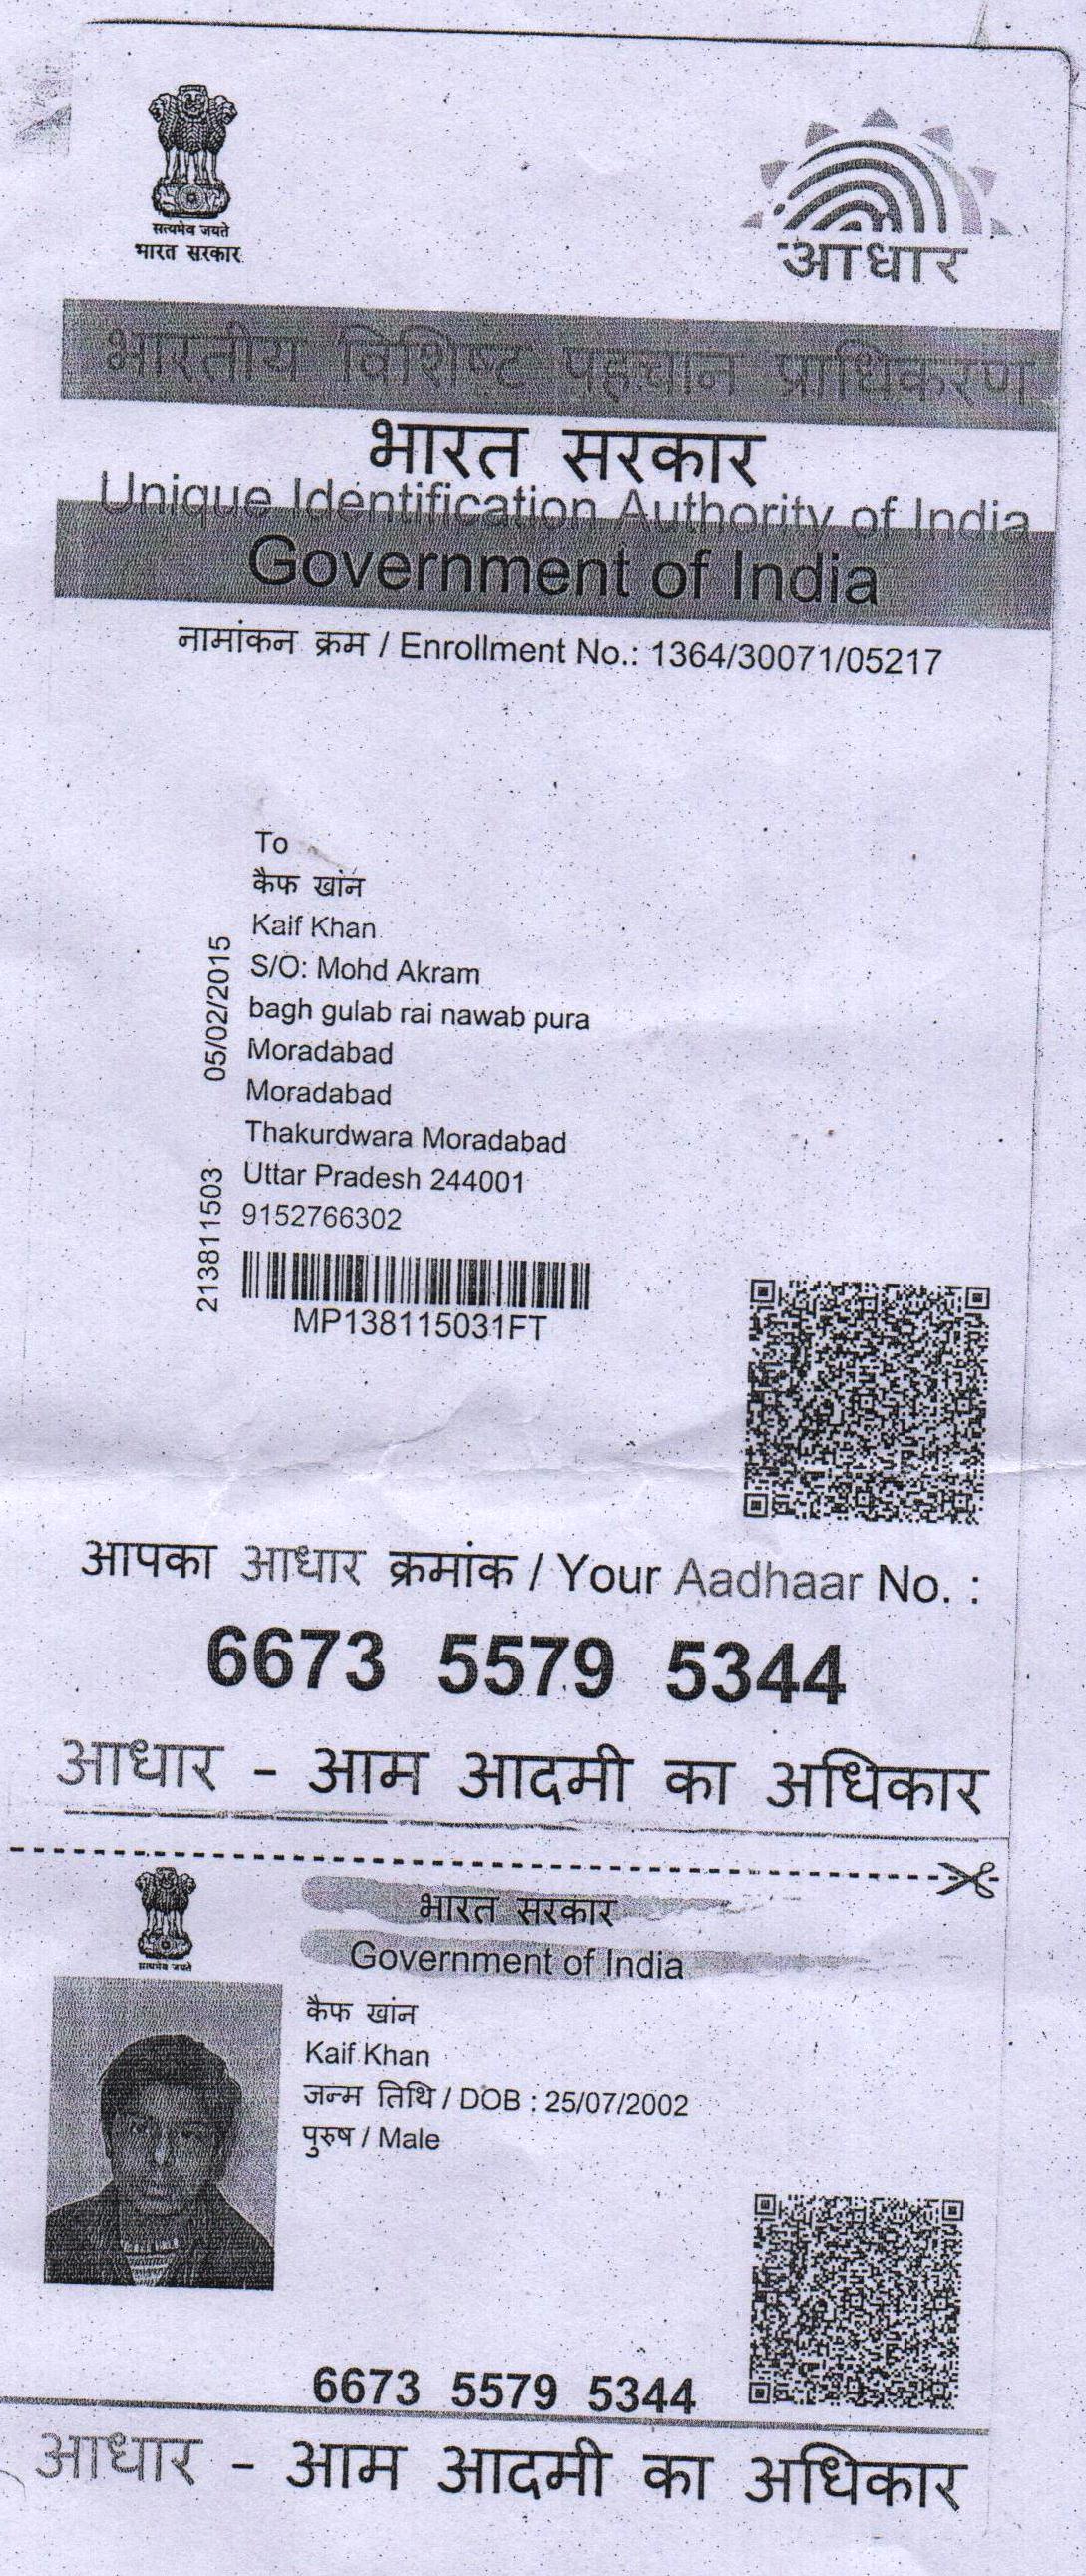 सत्यमेव जयते
भारत सरकार
आधार
भारतीय विशिष्ट पहचान प्राधिकरण
भारत सरकार
Unique Identification Authority of India
Government of India
नामांकन क्रम / Enrollment No.: 1364/30071/05217
To
कैफ खांन
Kaif Khan
S/O: Mohd Akram
bagh gulab rai nawab pura
Moradabad
Moradabad
Thakurdwara Moradabad
Uttar Pradesh 244001
9152766302
05/02/2015
213811503
MP138115031FT
आपका आधार क्रमांक / Your Aadhaar No. :
6673 5579 5344
आधार - आम आदमी का अधिकार
सत्यमेव जयते
भारत सरकार
Government of India
कैफ खांन
Kaif Khan
जन्म तिथि / DOB : 25/07/2002
पुरुष / Male
6673 5579 5344
आधार - आम आदमी का अधिकार